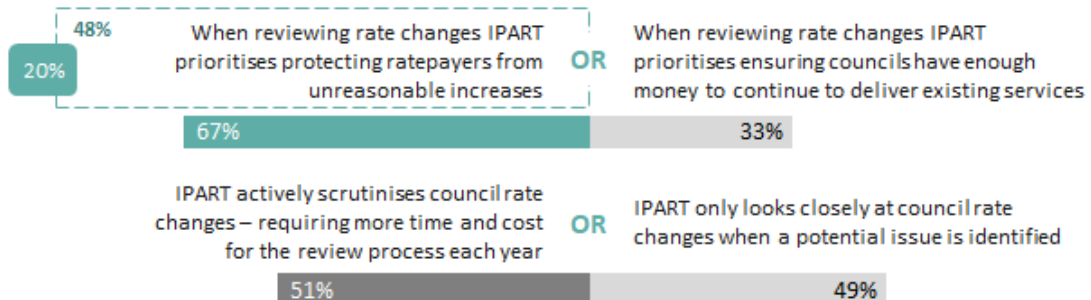 48%
20%
When reviewing rate changes IPART
prioritises protecting ratepayers from
unreasonable increases
OR
When reviewing rate changes IPART
prioritises ensuring councils have enough
money to continue to deliver existing services
67%
33%
IPART actively scrutinises council rate
changes – requiring more time and cost
for the review process each year
OR
IPART only looks closely at council rate
changes when a potential issue is identified
51%
49%